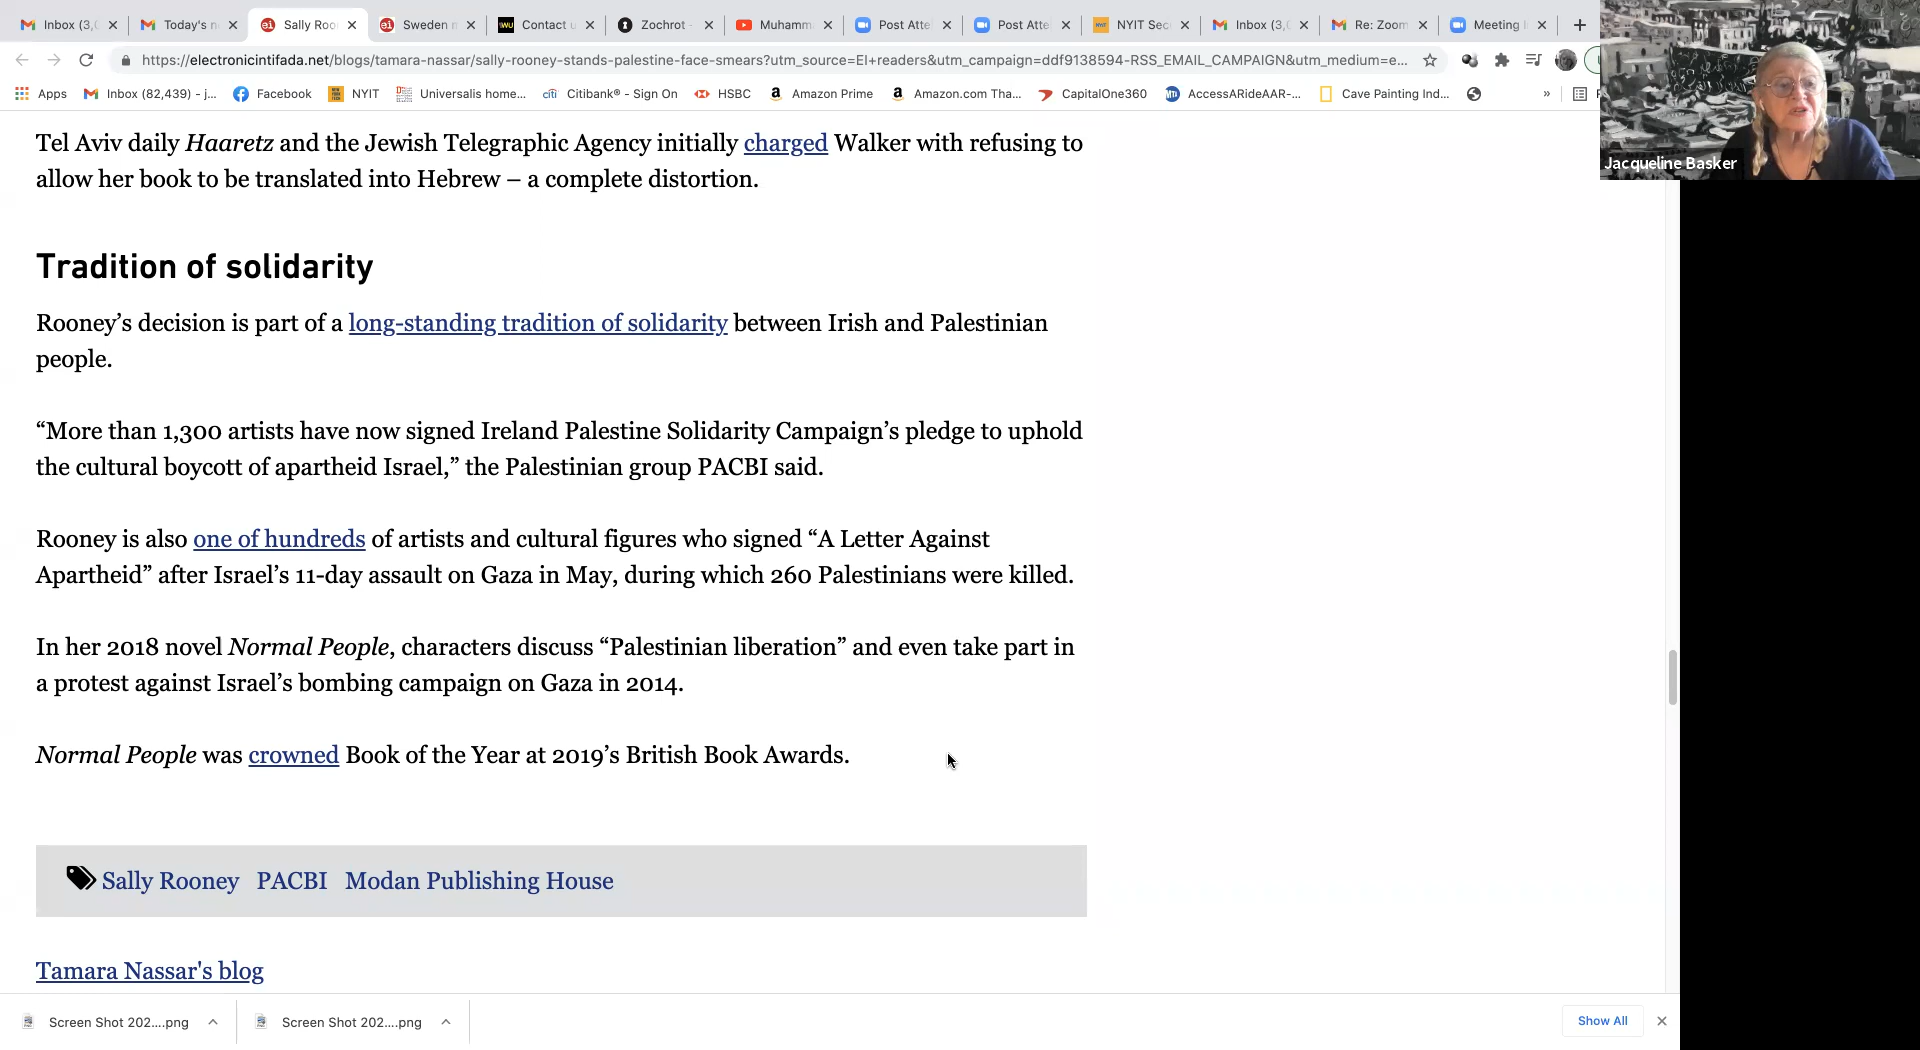 Inbox (3,0
Today's n
Sally Roo
Sweden m
Contact u
Zochrot -
Muhamm
Post Atte
Post Atte
NYIT Sec
Inbox (3,0
Re: Zoom
Meeting I
https://electronicintifada.net/blogs/tamara-nassar/sally-rooney-stands-palestine-face-smears?utm_source=EI+readers&utm_campaign=ddf9138594-RSS_EMAIL_CAMPAIGN&utm_medium=e...
Apps
Inbox (82,439) - j...
Facebook
NYIT
Universalis home...
citi Citibank® - Sign On
HSBC
Amazon Prime
Amazon.com Tha...
CapitalOne360
AccessARideAAR-...
Cave Painting Ind...
»
Jacqueline Basker
Tel Aviv daily Haaretz and the Jewish Telegraphic Agency initially charged Walker with refusing to
allow her book to be translated into Hebrew – a complete distortion.
Tradition of solidarity
Rooney’s decision is part of a long-standing tradition of solidarity between Irish and Palestinian
people.
“More than 1,300 artists have now signed Ireland Palestine Solidarity Campaign’s pledge to uphold
the cultural boycott of apartheid Israel,” the Palestinian group PACBI said.
Rooney is also one of hundreds of artists and cultural figures who signed “A Letter Against
Apartheid” after Israel’s 11-day assault on Gaza in May, during which 260 Palestinians were killed.
In her 2018 novel Normal People, characters discuss “Palestinian liberation” and even take part in
a protest against Israel’s bombing campaign on Gaza in 2014.
Normal People was crowned Book of the Year at 2019’s British Book Awards.
Sally Rooney PACBI Modan Publishing House
Tamara Nassar's blog
Screen Shot 202....png
Screen Shot 202....png
Show All